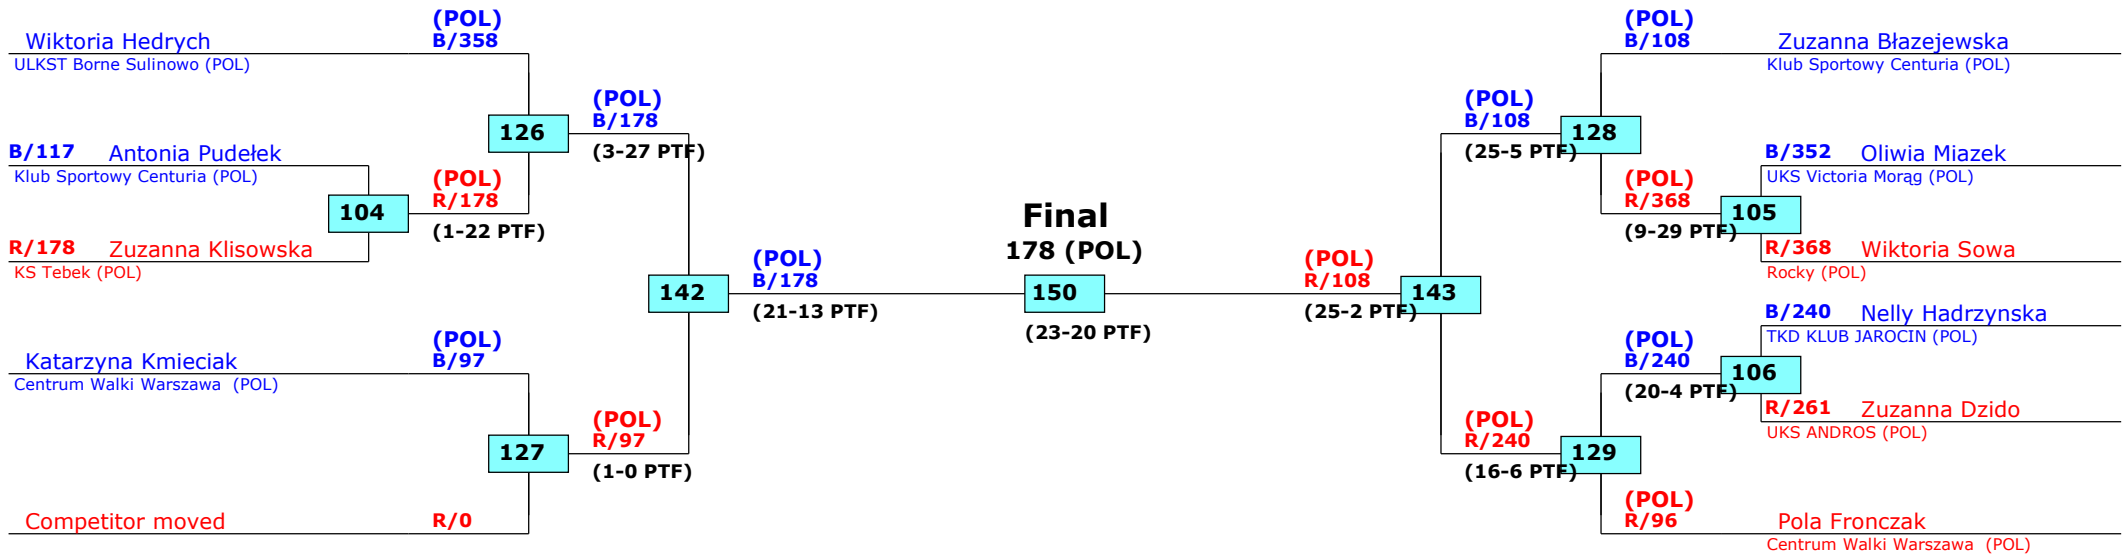 (POL)
Wiktoria Hedrych B/358
ULKST Borne Sulinowo (POL)
(POL)
126 B/178
(3-27 PTF)
B/117 Antonia Pudełek
Klub Sportowy Centuria (POL)
(POL)
104 R/178
(1-22 PTF)
R/178 Zuzanna Klisowska
KS Tebek (POL)
(POL)
142 B/178
(21-13 PTF)
(POL)
Katarzyna Kmieciak B/97
Centrum Walki Warszawa (POL)
(POL)
127 R/97
(1-0 PTF)
Competitor moved R/0
Final
178 (POL)
150
(23-20 PTF)
(POL)
B/108 Zuzanna Błazejewska
Klub Sportowy Centuria (POL)
(POL)
B/108 128
(25-5 PTF)
B/352 Oliwia Miazek
UKS Victoria Morąg (POL)
(POL)
R/368 105
(9-29 PTF)
R/368 Wiktoria Sowa
Rocky (POL)
(POL)
R/108 143
(25-2 PTF)
B/240 Nelly Hadrzynska
TKD KLUB JAROCIN (POL)
(POL)
B/240 106
(20-4 PTF)
R/261 Zuzanna Dzido
UKS ANDROS (POL)
(POL)
R/240 129
(16-6 PTF)
(POL)
R/96 Pola Fronczak
Centrum Walki Warszawa (POL)